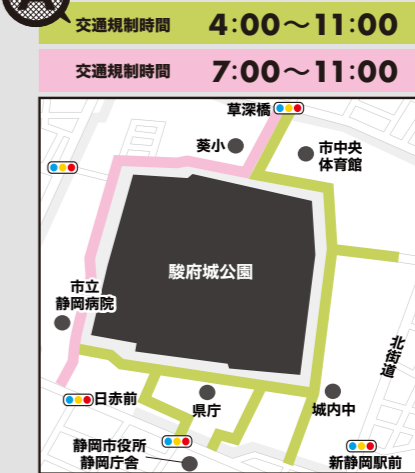 A
交通規制時間 4:00〜11:00
交通規制時間 7:00〜11:00
草深橋
葵小
市中央
体育館
駿府城公園
市立
静岡病院
北街道
日赤前
県庁
城内中
静岡市役所
静岡庁舎
新静岡駅前